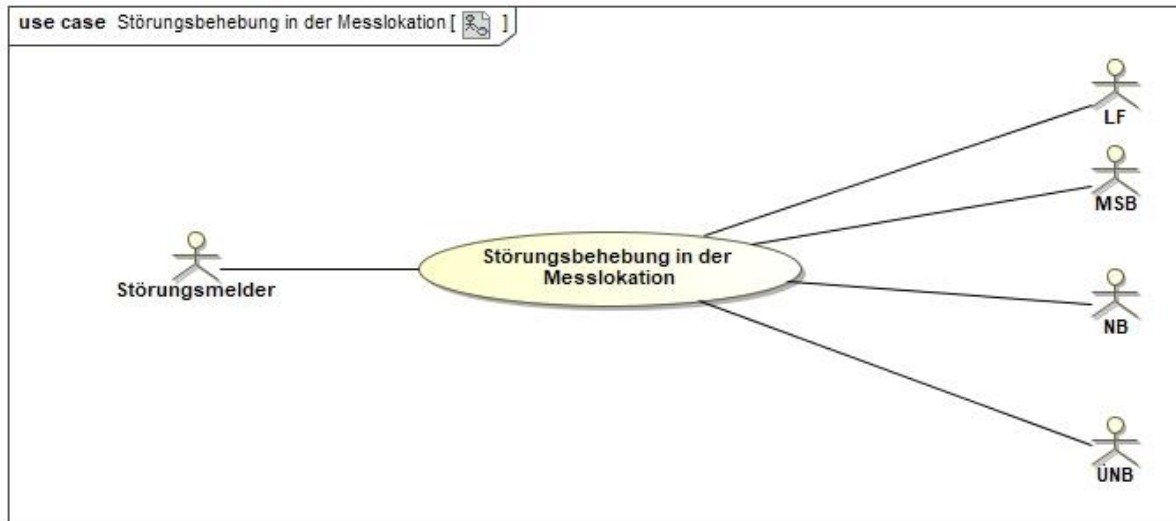 use case Störungsbehebung in der Messlokation [ ]
LF
MSB
Störungsbehebung in der
Messlokation
Störungsmelder
NB
ÜNB